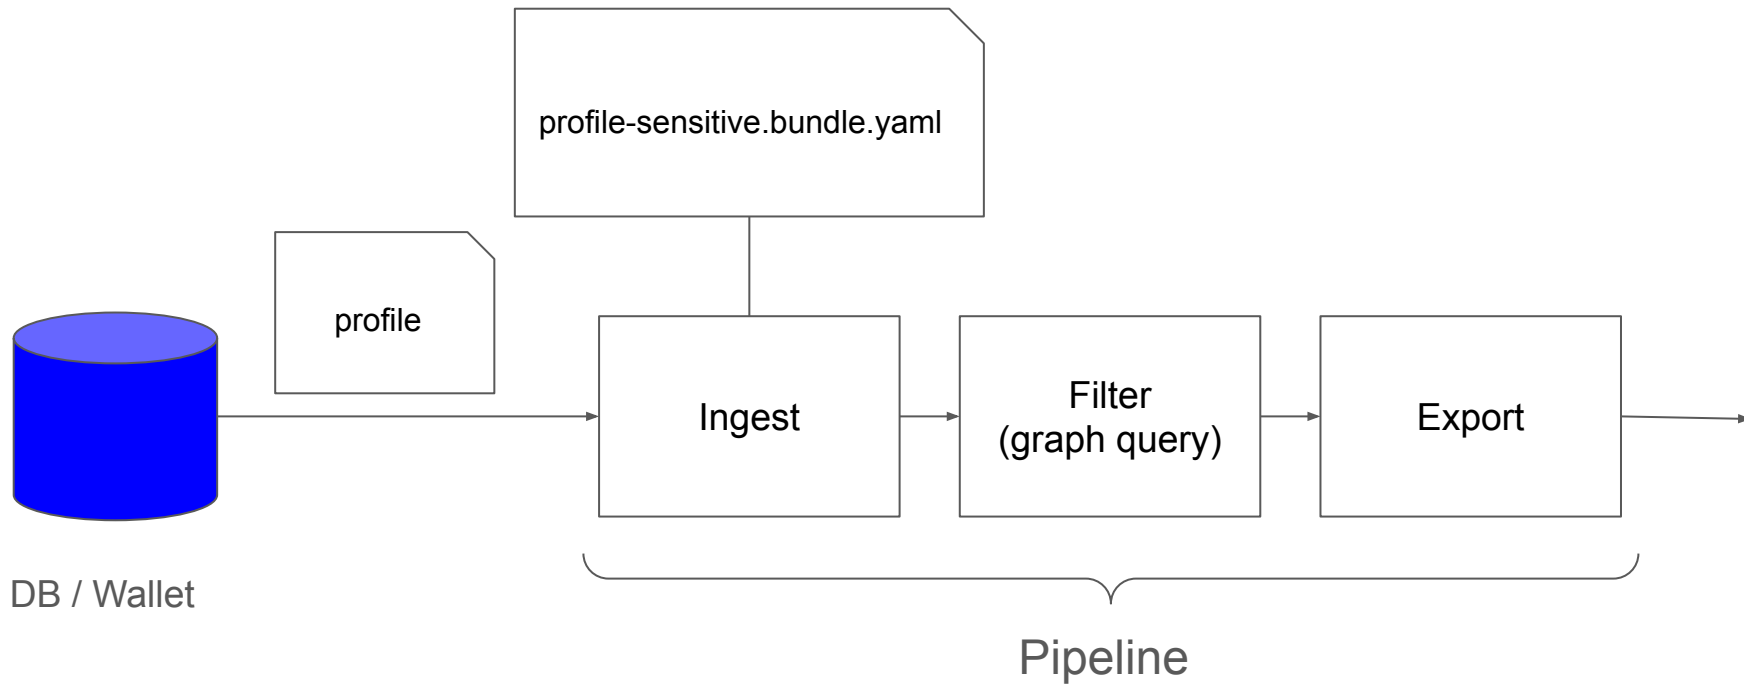 profile-sensitive.bundle.yaml
profile
Ingest
Filter
(graph query)
Export
DB / Wallet
Pipeline